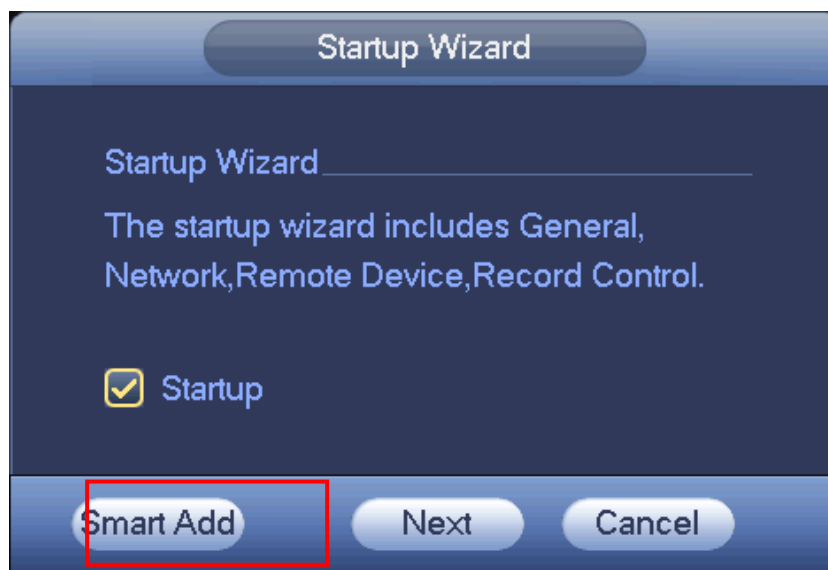 Startup Wizard
Startup Wizard
The startup wizard includes General,
Network,Remote Device,Record Control.
Startup
Smart Add Next Cancel